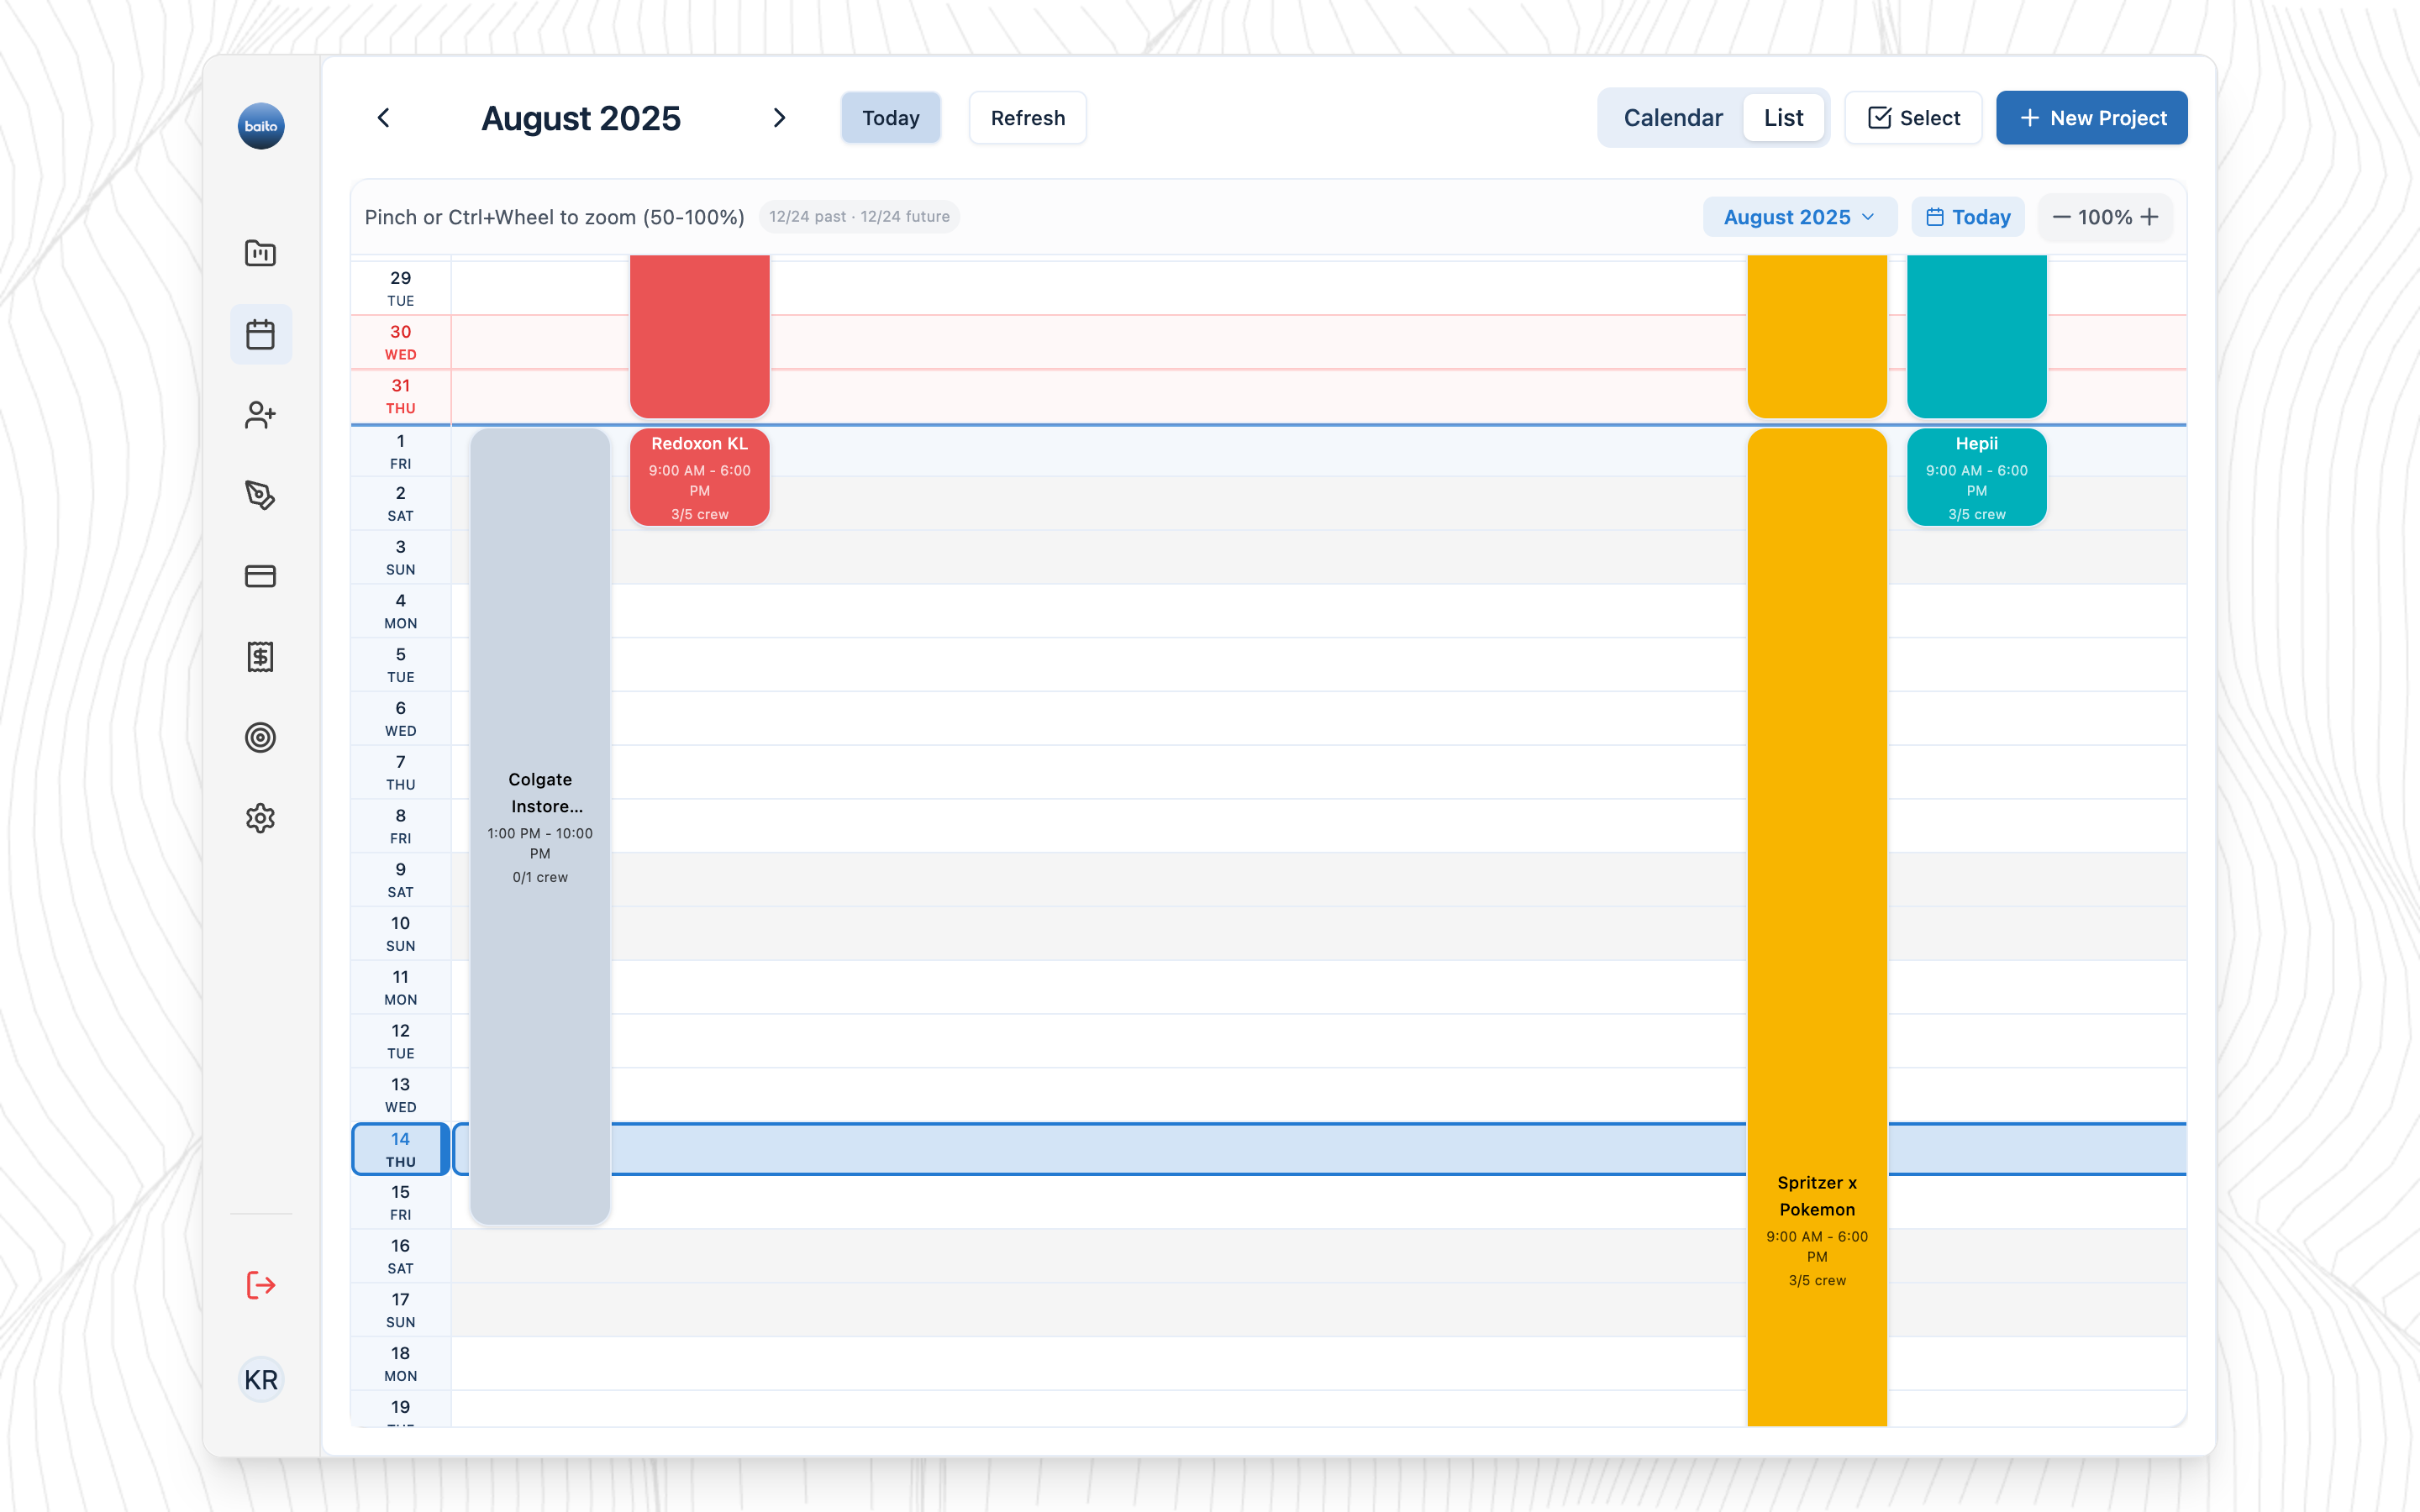 baito
August 2025
Today
Refresh
Calendar
List
Select
New Project
Pinch or Ctrl+Wheel to zoom (50-100%)
12/24 past · 12/24 future
August 2025
Today
100%
29
TUE
30
WED
31
THU
1
FRI
2
SAT
3
SUN
4
MON
5
TUE
6
WED
7
THU
8
FRI
9
SAT
10
SUN
11
MON
12
TUE
13
WED
14
THU
15
FRI
16
SAT
17
SUN
18
MON
19
Colgate
Instore...
1:00 PM - 10:00
PM
0/1 crew
Redoxon KL
9:00 AM - 6:00
PM
3/5 crew
Spritzer x
Pokemon
9:00 AM - 6:00
PM
3/5 crew
Hepii
9:00 AM - 6:00
PM
3/5 crew
KR